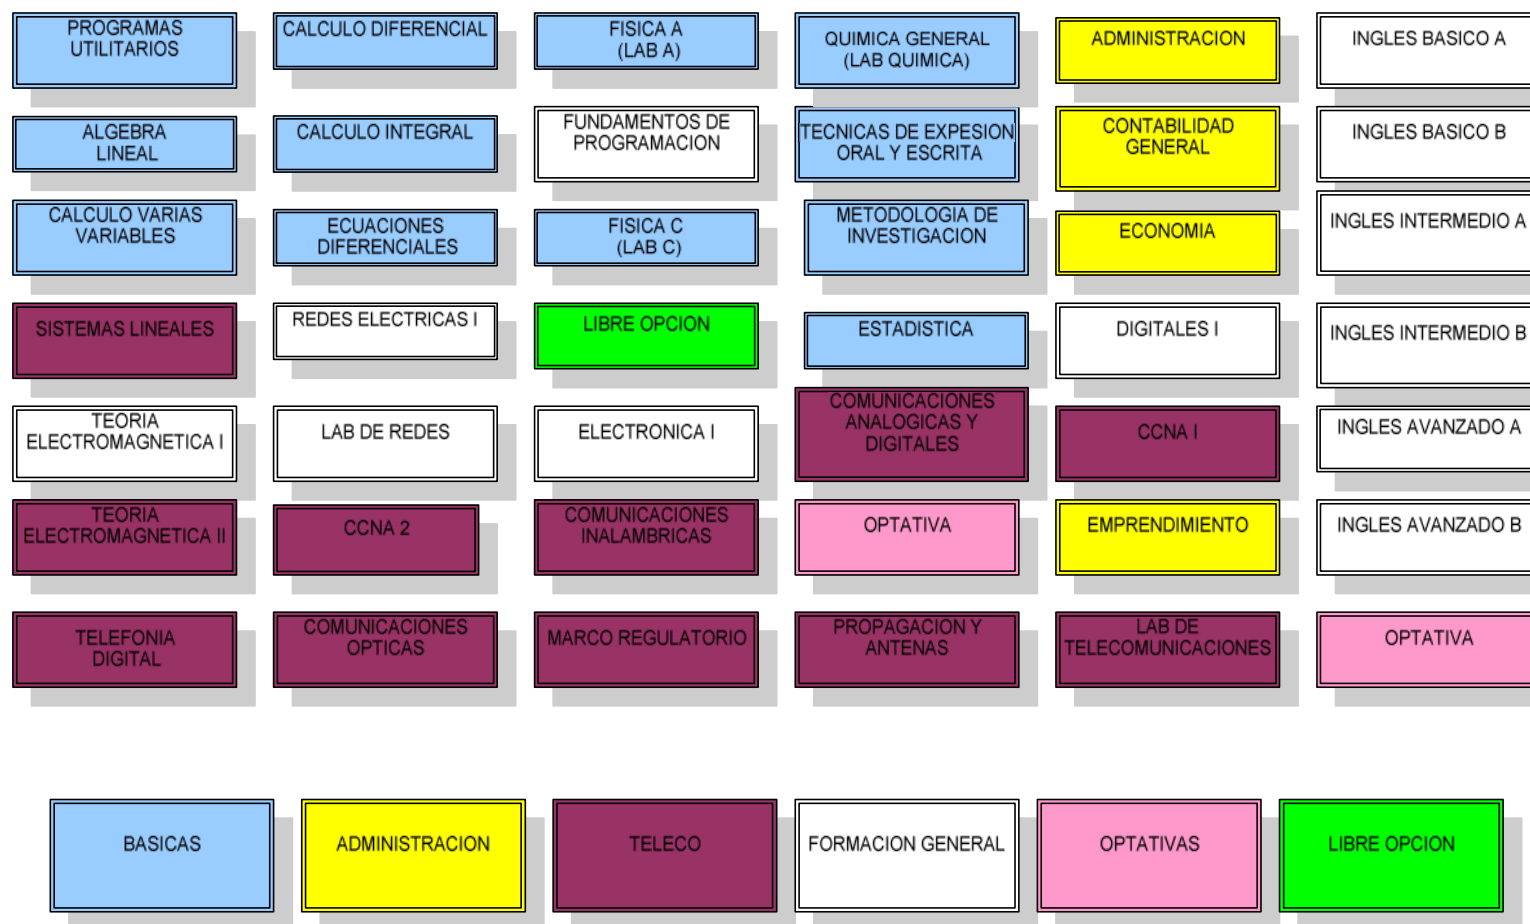 PROGRAMAS
UTILITARIOS
CALCULO DIFERENCIAL
FISICA A
(LAB A)
QUIMICA GENERAL
(LAB QUIMICA)
ADMINISTRACION
INGLES BASICO A
ALGEBRA
LINEAL
CALCULO INTEGRAL
FUNDAMENTOS DE
PROGRAMACION
TECNICAS DE EXPESION
ORAL Y ESCRITA
CONTABILIDAD
GENERAL
INGLES BASICO B
CALCULO VARIAS
VARIABLES
ECUACIONES
DIFERENCIALES
FISICA C
(LAB C)
METODOLOGIA DE
INVESTIGACION
ECONOMIA
INGLES INTERMEDIO A
SISTEMAS LINEALES
REDES ELECTRICAS I
LIBRE OPCION
ESTADISTICA
DIGITALES I
INGLES INTERMEDIO B
TEORIA
ELECTROMAGNETICA I
LAB DE REDES
ELECTRONICA I
COMUNICACIONES
ANALOGICAS Y
DIGITALES
CCNA I
INGLES AVANZADO A
TEORIA
ELECTROMAGNETICA II
CCNA 2
COMUNICACIONES
INALAMBRICAS
OPTATIVA
EMPRENDIMIENTO
INGLES AVANZADO B
TELEFONIA
DIGITAL
COMUNICACIONES
OPTICAS
MARCO REGULATORIO
PROPAGACION Y
ANTENAS
LAB DE
TELECOMUNICACIONES
OPTATIVA
BASICAS
ADMINISTRACION
TELECO
FORMACION GENERAL
OPTATIVAS
LIBRE OPCION